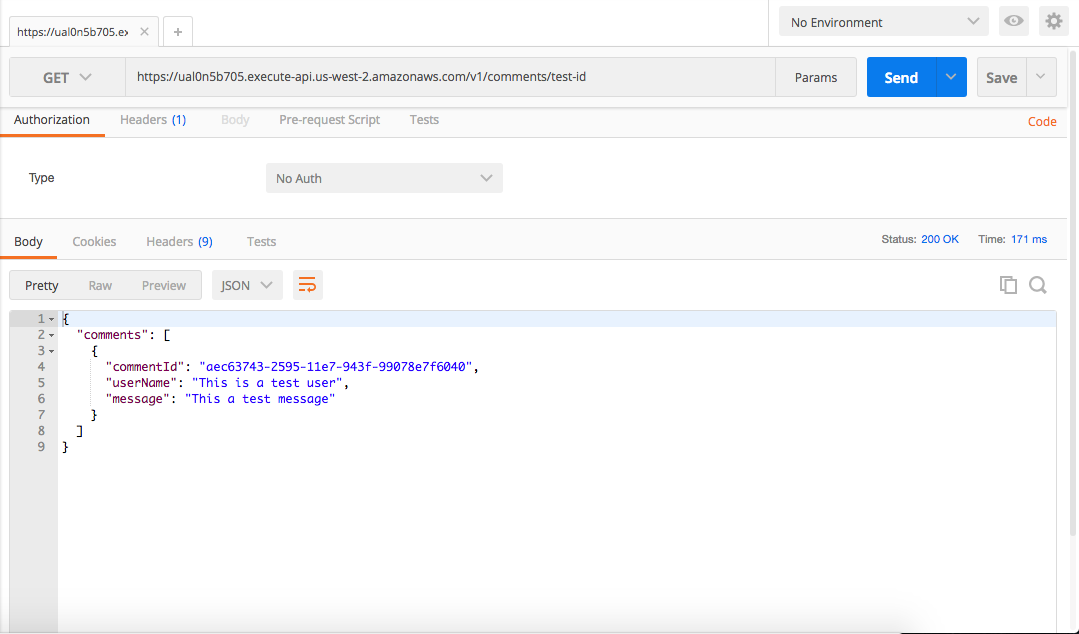 https://ual0n5b705.ex
No Environment
GET https://ual0n5b705.execute-api.us-west-2.amazonaws.com/v1/comments/test-id Params Send Save
Authorization Headers (1) Body Pre-request Script Tests Code
Type No Auth
Body Cookies Headers (9) Tests Status: 200 OK Time: 171 ms
Pretty Raw Preview JSON
1 {
2 "comments": [
3 {
4 "commentId": "aec63743-2595-11e7-943f-99078e7f6040",
5 "userName": "This is a test user",
6 "message": "This a test message"
7 }
8 ]
9 }